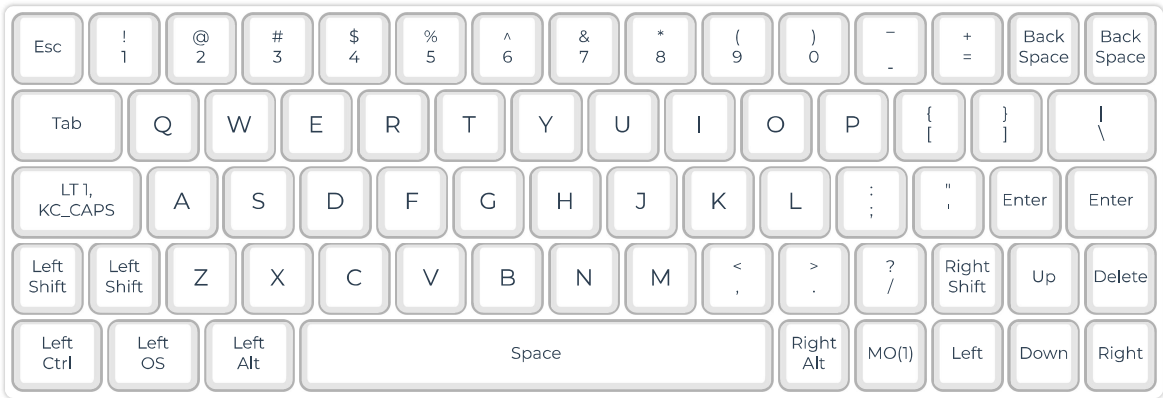 Esc ! @ # $ % ^ & * ( ) _ + Back Back
1 2 3 4 5 6 7 8 9 0 - = Space Space
Tab Q W E R T Y U I O P { } |
[ ] \
LT 1, A S D F G H J K L : " Enter Enter
KC_CAPS ; '
Left Left Z X C V B N M < > ? Right Up Delete
Shift Shift , . / Shift
Left Left Left Space Right MO(1) Left Down Right
Ctrl OS Alt Alt